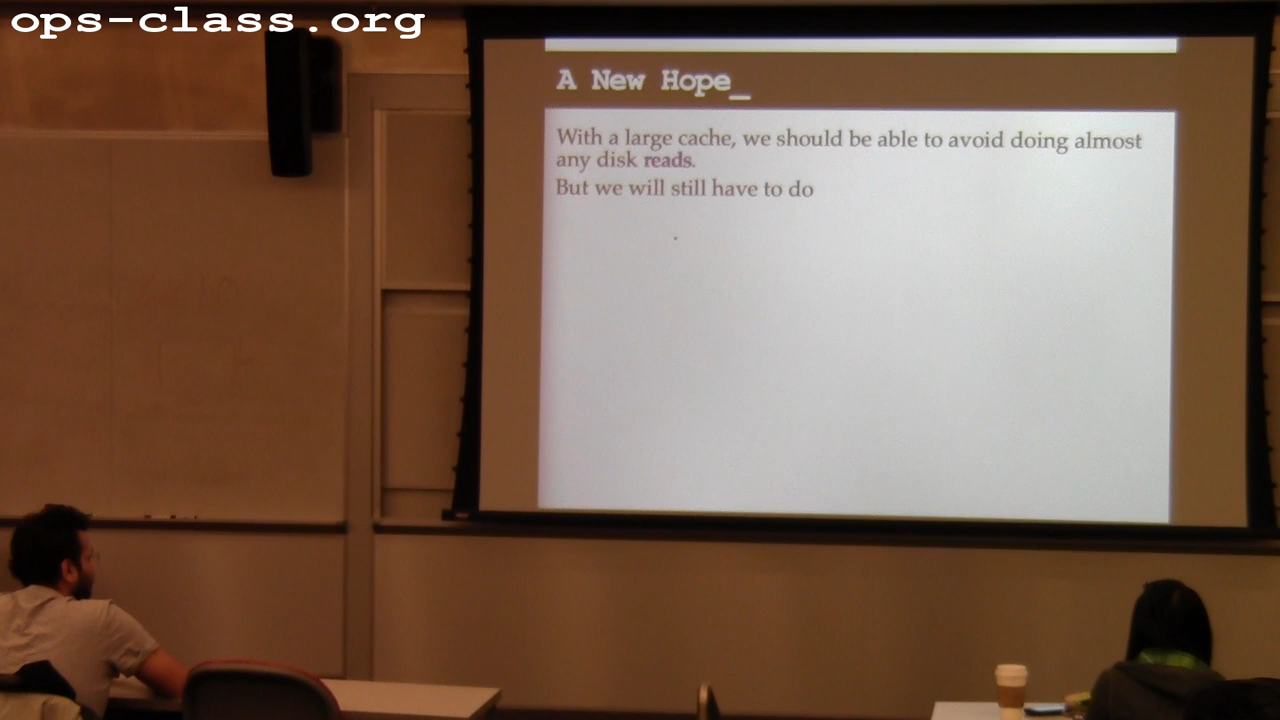 ops-class.org
A New Hope_
With a large cache, we should be able to avoid doing almost
any disk reads.
But we will still have to do